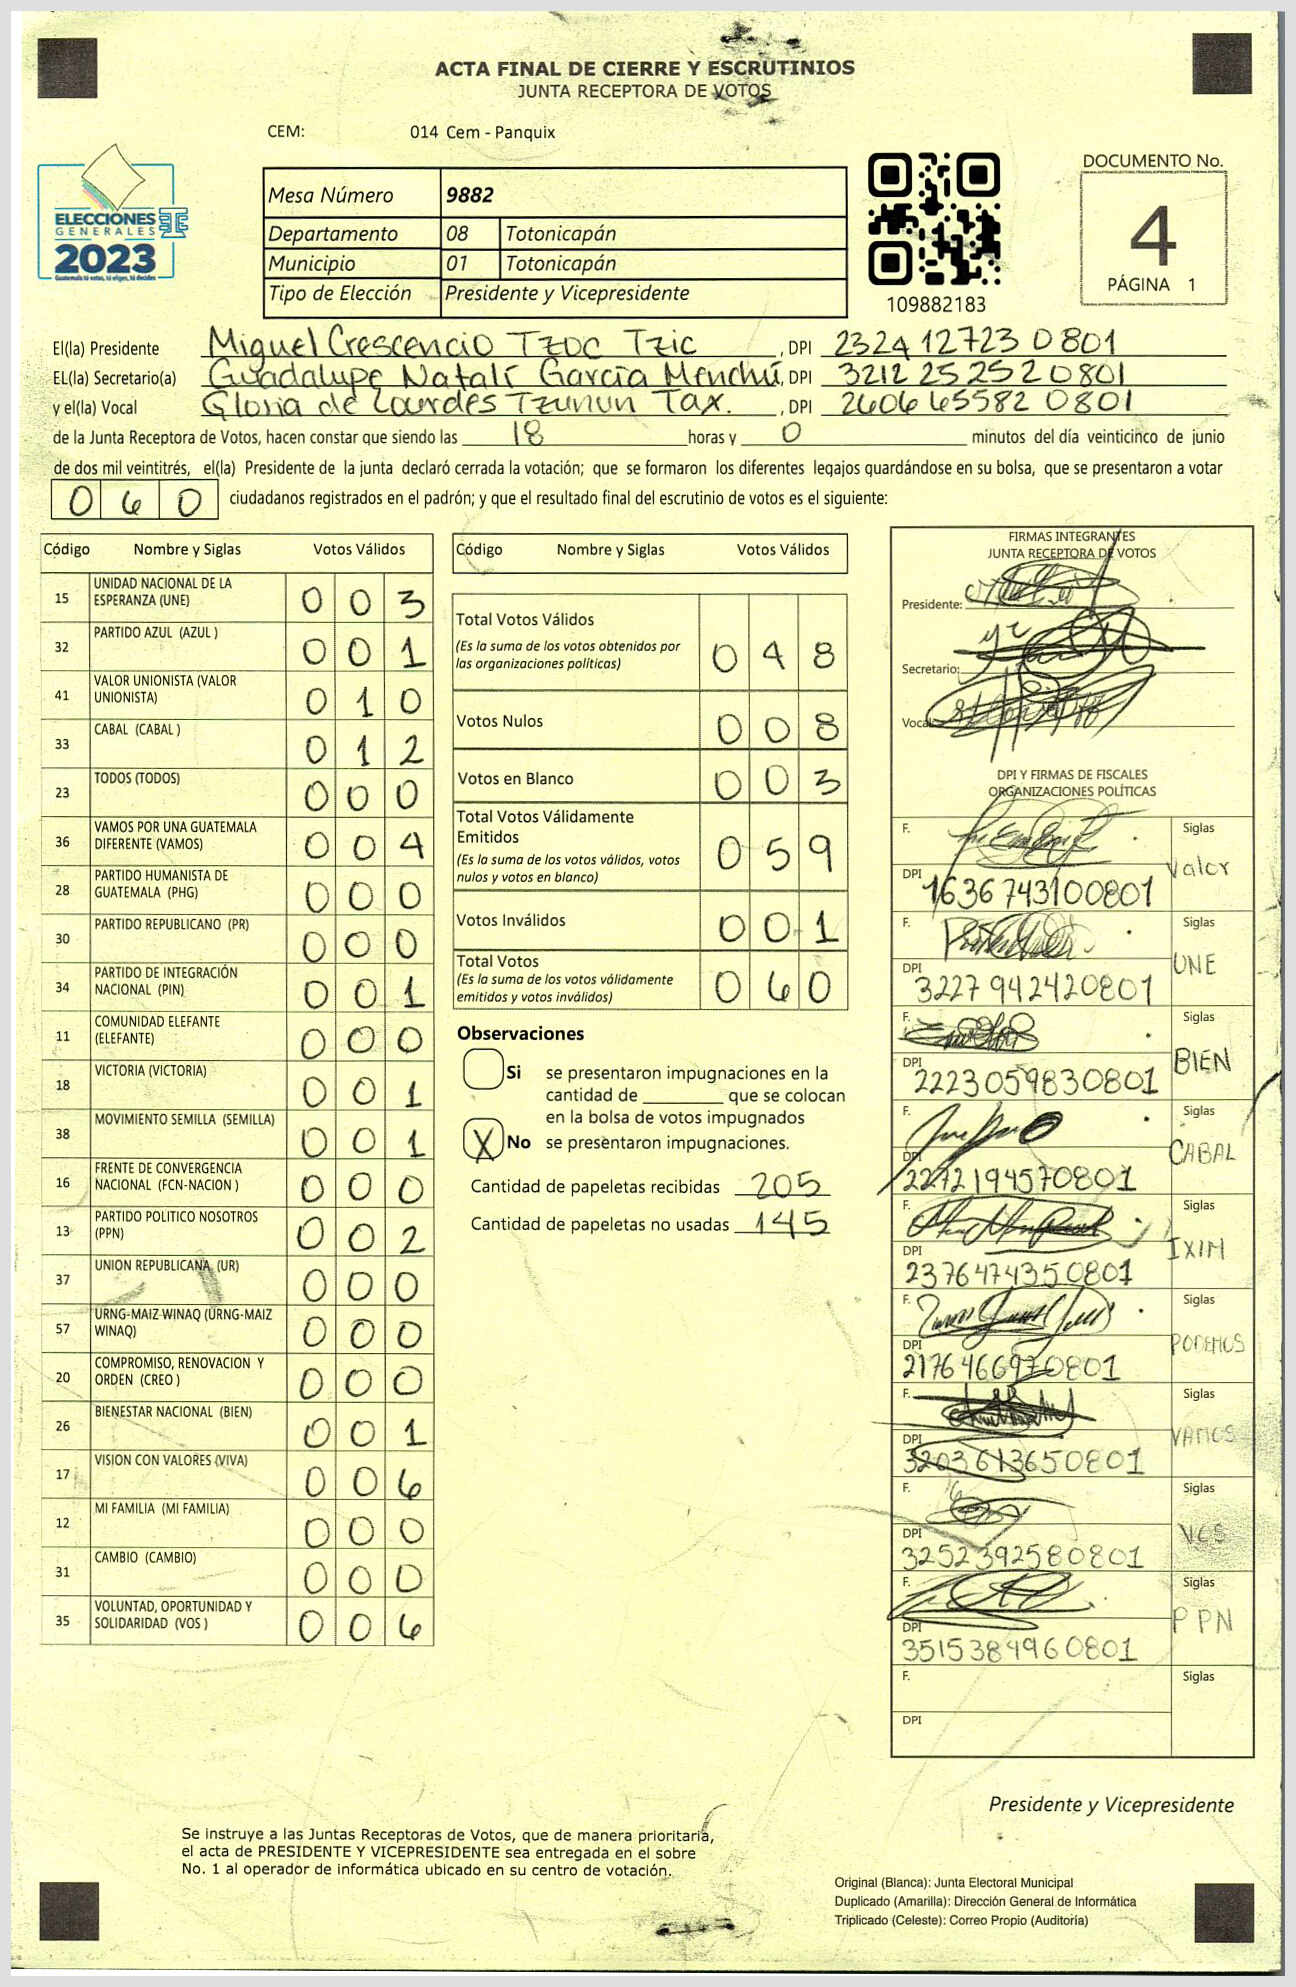 ACTA FINAL DE CIERRE Y ESCRUTINIOS
JUNTA RECEPTORA DE VOTOS
CEM: 014 Cem - Panquix
ELECCIONES
GENERALES
2023
Guatemala tú votas, tú eliges, tú decides
Mesa Número 9882
Departamento 08 Totonicapán
Municipio 01 Totonicapán
Tipo de Elección Presidente y Vicepresidente
109882183
DOCUMENTO No.
4
PÁGINA 1
El(la) Presidente Miguel Crescencio Tzoc Tzic , DPI 2324 12723 0801
EL(la) Secretario(a) Guadalupe Natalí García Menchú , DPI 3212 25252 0801
y el(la) Vocal Gloria de Lourdes Tzunun Tax. , DPI 2606 65582 0801
de la Junta Receptora de Votos, hacen constar que siendo las 18 horas y 0 minutos del día veinticinco de junio
de dos mil veintitrés, el(la) Presidente de la junta declaró cerrada la votación; que se formaron los diferentes legajos guardándose en su bolsa, que se presentaron a votar
0 6 0 ciudadanos registrados en el padrón; y que el resultado final del escrutinio de votos es el siguiente:
Código Nombre y Siglas Votos Válidos
15 UNIDAD NACIONAL DE LA ESPERANZA (UNE) 0 0 3
32 PARTIDO AZUL (AZUL ) 0 0 1
41 VALOR UNIONISTA (VALOR UNIONISTA) 0 1 0
33 CABAL (CABAL ) 0 1 2
23 TODOS (TODOS) 0 0 0
36 VAMOS POR UNA GUATEMALA DIFERENTE (VAMOS) 0 0 4
28 PARTIDO HUMANISTA DE GUATEMALA (PHG) 0 0 0
30 PARTIDO REPUBLICANO (PR) 0 0 0
34 PARTIDO DE INTEGRACIÓN NACIONAL (PIN) 0 0 1
11 COMUNIDAD ELEFANTE (ELEFANTE) 0 0 0
18 VICTORIA (VICTORIA) 0 0 1
38 MOVIMIENTO SEMILLA (SEMILLA) 0 0 1
16 FRENTE DE CONVERGENCIA NACIONAL (FCN-NACION ) 0 0 0
13 PARTIDO POLITICO NOSOTROS (PPN) 0 0 2
37 UNION REPUBLICANA (UR) 0 0 0
57 URNG-MAIZ-WINAQ (URNG-MAIZ WINAQ) 0 0 0
20 COMPROMISO, RENOVACION Y ORDEN (CREO ) 0 0 0
26 BIENESTAR NACIONAL (BIEN) 0 0 1
17 VISION CON VALORES (VIVA) 0 0 6
12 MI FAMILIA (MI FAMILIA) 0 0 0
31 CAMBIO (CAMBIO) 0 0 0
35 VOLUNTAD, OPORTUNIDAD Y SOLIDARIDAD (VOS ) 0 0 6
Código Nombre y Siglas Votos Válidos
Total Votos Válidos 0 4 8
(Es la suma de los votos obtenidos por
las organizaciones políticas)
Votos Nulos 0 0 8
Votos en Blanco 0 0 3
Total Votos Válidamente
Emitidos 0 5 9
(Es la suma de los votos válidos, votos
nulos y votos en blanco)
Votos Inválidos 0 0 1
Total Votos 0 6 0
(Es la suma de los votos válidamente
emitidos y votos inválidos)
Observaciones
Si se presentaron impugnaciones en la
cantidad de ________ que se colocan
en la bolsa de votos impugnados
X No se presentaron impugnaciones.
Cantidad de papeletas recibidas 205
Cantidad de papeletas no usadas 145
FIRMAS INTEGRANTES
JUNTA RECEPTORA DE VOTOS
Presidente:
Secretario:
Vocal
DPI Y FIRMAS DE FISCALES
ORGANIZACIONES POLÍTICAS
F. Siglas
DPI 1636 743100801 Valor
F. Siglas
DPI 3227 942420801 UNE
F. Siglas
DPI 2223059830801 BIEN
F. Siglas
DPI 2272194570801 CABAL
F. Siglas
DPI 2376474350801 IXIM
F. Siglas
DPI 2176466970801 PODEMOS
F. Siglas
DPI 3203613650801 VAMOS
F. Siglas
DPI 3252392580801 VOS
F. Siglas
DPI 3515384960801 PPN
F. Siglas
DPI
Presidente y Vicepresidente
Se instruye a las Juntas Receptoras de Votos, que de manera prioritaria,
el acta de PRESIDENTE Y VICEPRESIDENTE sea entregada en el sobre
No. 1 al operador de informática ubicado en su centro de votación.
Original (Blanca): Junta Electoral Municipal
Duplicado (Amarilla): Dirección General de Informática
Triplicado (Celeste): Correo Propio (Auditoría)